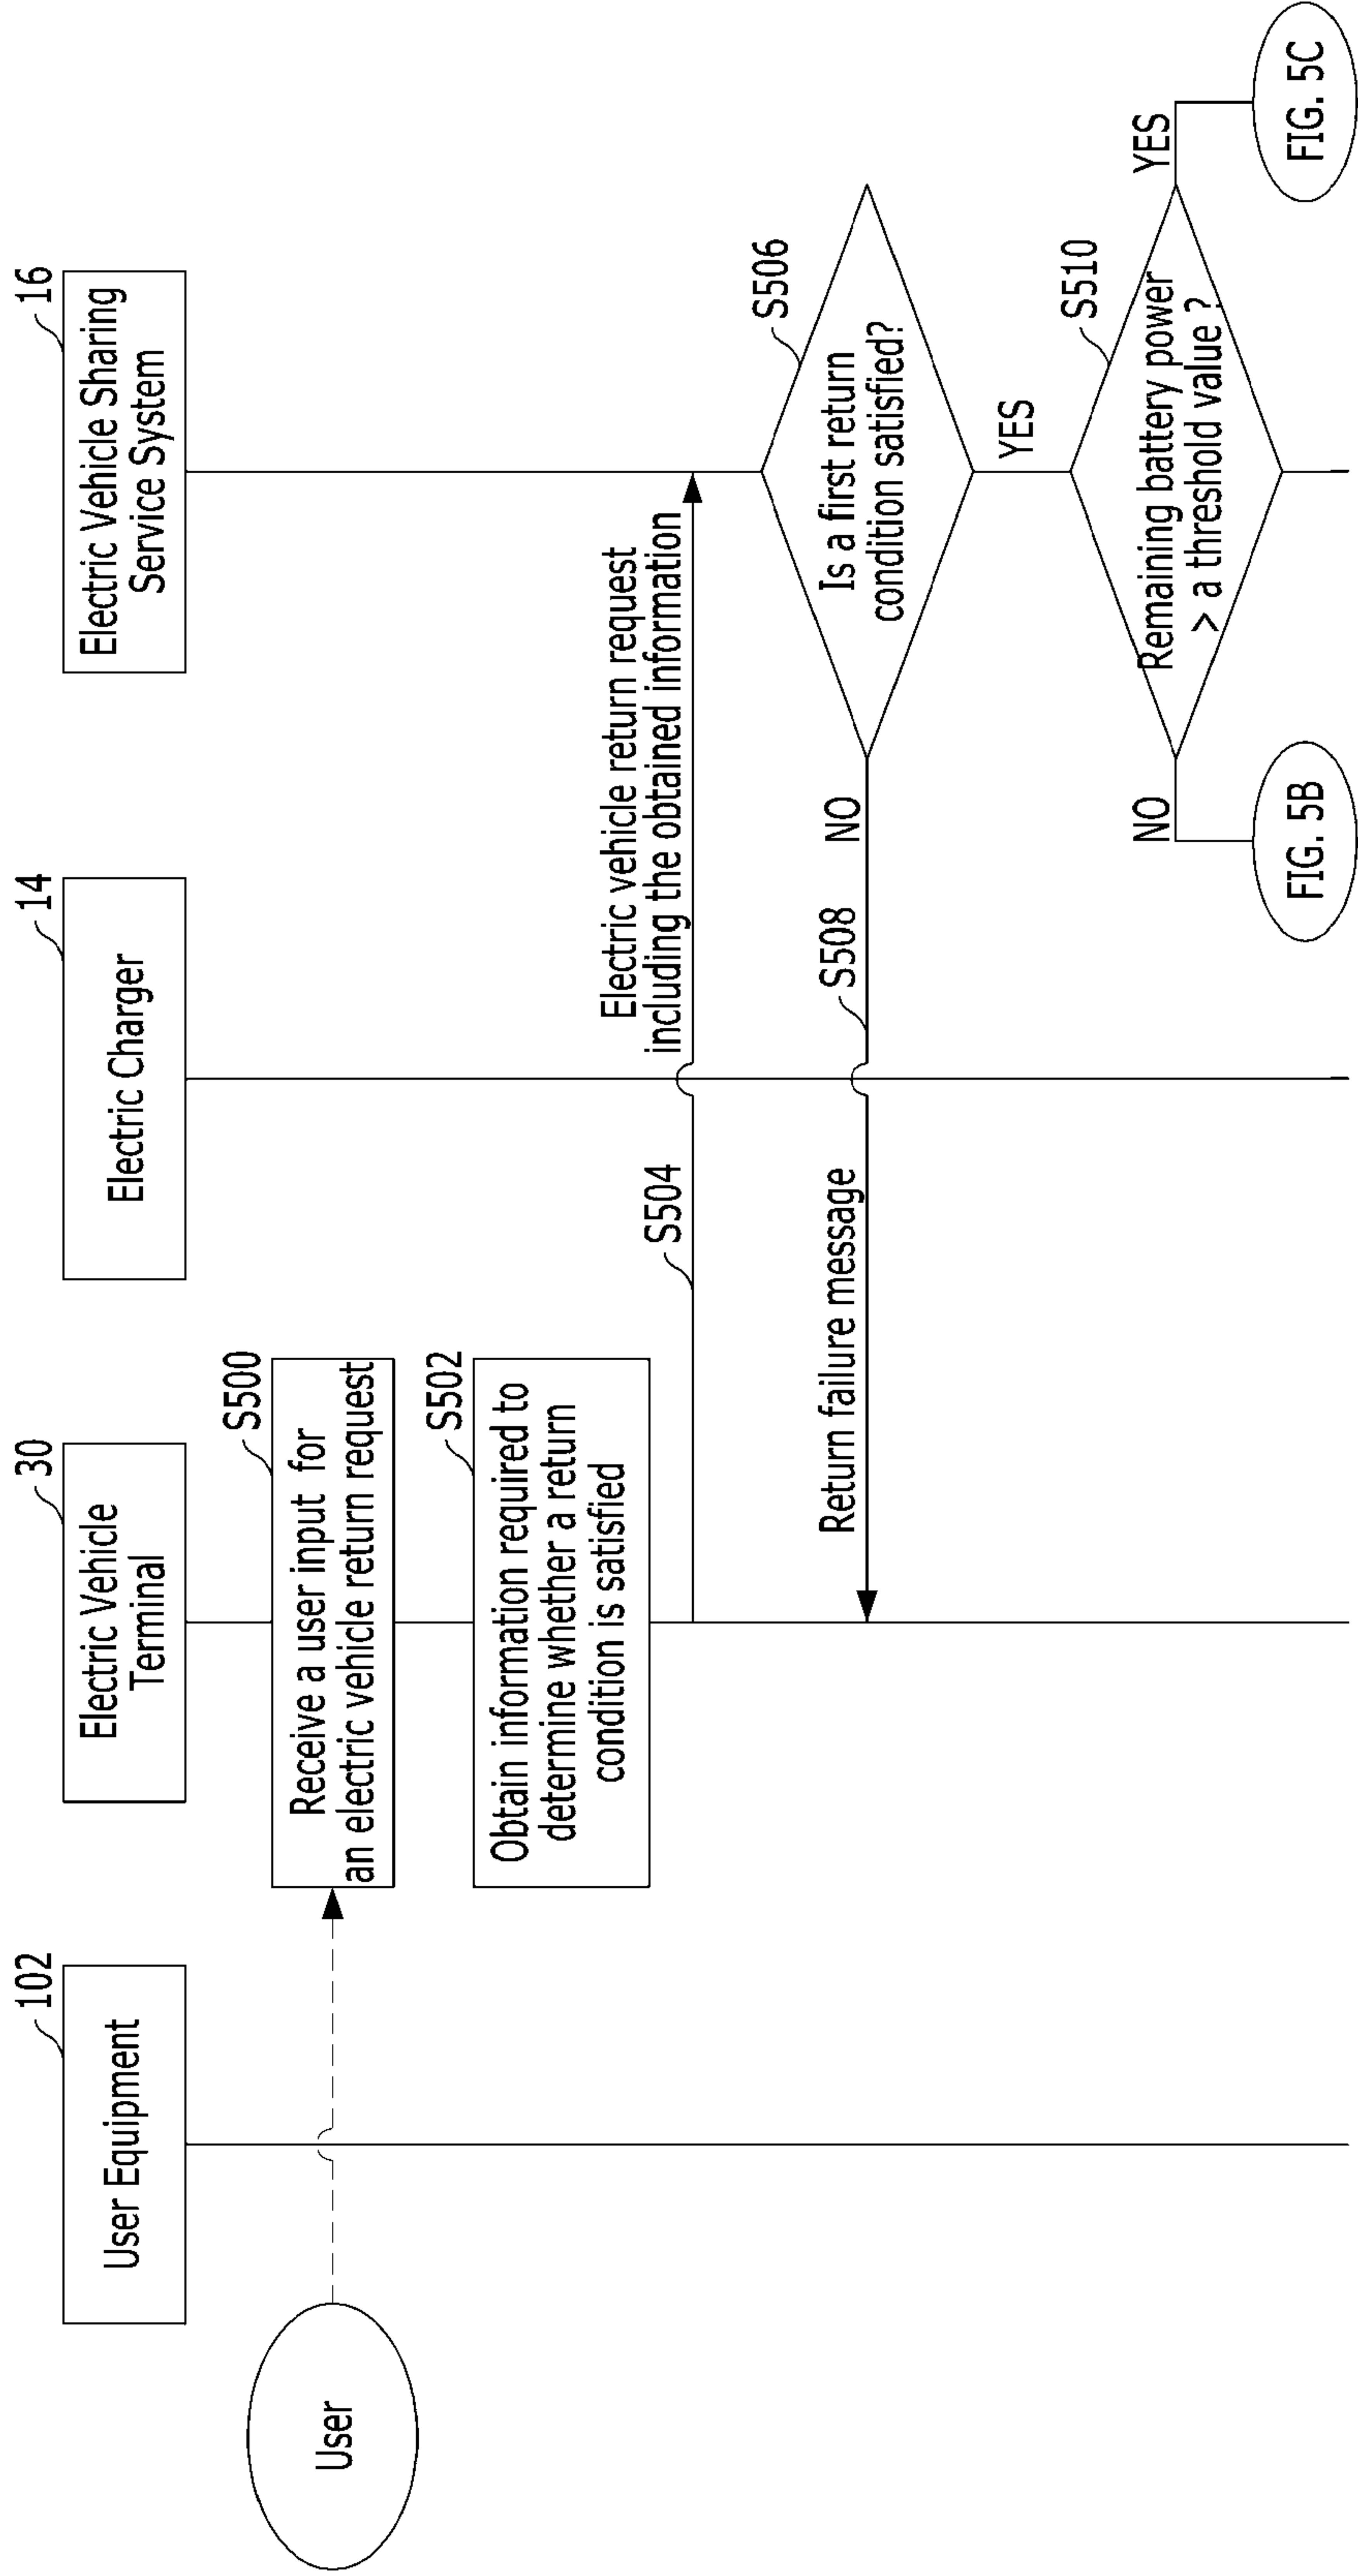 102
User Equipment
30
Electric Vehicle
Terminal
14
Electric Charger
16
Electric Vehicle Sharing
Service System
User
S500
Receive a user input for
an electric vehicle return request
S502
Obtain information required to
determine whether a return
condition is satisfied
S504
Electric vehicle return request
including the obtained information
S506
Is a first return
condition satisfied?
NO
S508
Return failure message
YES
S510
Remaining battery power
> a threshold value ?
NO
YES
FIG. 5B
FIG. 5C